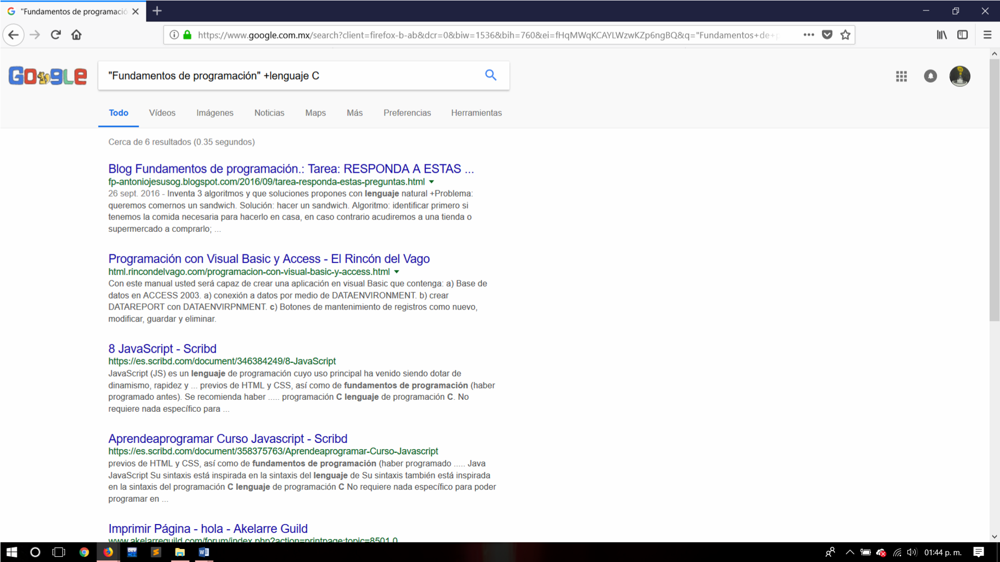 "Fundamentos de programació
https://www.google.com.mx/search?client=firefox-b-ab&dcr=0&biw=1536&bih=760&ei=fHqMWqKCAYLWzwKZp6ngBQ&q="Fundamentos+de+p
Google
"Fundamentos de programación" +lenguaje C
Todo Vídeos Imágenes Noticias Maps Más Preferencias Herramientas
Cerca de 6 resultados (0.35 segundos)
Blog Fundamentos de programación.: Tarea: RESPONDA A ESTAS ...
fp-antoniojesusog.blogspot.com/2016/09/tarea-responda-estas-preguntas.html
26 sept. 2016 - Inventa 3 algoritmos y que soluciones propones con lenguaje natural +Problema:
queremos comernos un sandwich. Solución: hacer un sandwich. Algoritmo: identificar primero si
tenemos la comida necesaria para hacerlo en casa, en caso contrario acudiremos a una tienda o
supermercado a comprarlo; ...
Programación con Visual Basic y Access - El Rincón del Vago
html.rincondelvago.com/programacion-con-visual-basic-y-access.html
Con este manual usted será capaz de crear una aplicación en visual Basic que contenga: a) Base de
datos en ACCESS 2003. a) conexión a datos por medio de DATAENVIRONMENT. b) crear
DATAREPORT con DATAENVIRPNMENT. c) Botones de mantenimiento de registros como nuevo,
modificar, guardar y eliminar.
8 JavaScript - Scribd
https://es.scribd.com/document/346384249/8-JavaScript
JavaScript (JS) es un lenguaje de programación cuyo uso principal ha venido siendo dotar de
dinamismo, rapidez y ... previos de HTML y CSS, así como de fundamentos de programación (haber
programado antes). Se recomienda haber ..... programación C lenguaje de programación C. No
requiere nada específico para ...
Aprendeaprogramar Curso Javascript - Scribd
https://es.scribd.com/document/358375763/Aprendeaprogramar-Curso-Javascript
previos de HTML y CSS, así como de fundamentos de programación (haber programado ..... Java
JavaScript Su sintaxis está inspirada en la sintaxis del lenguaje de Su sintaxis también está inspirada
en la sintaxis del programación C lenguaje de programación C No requiere nada específico para poder
programar en ...
Imprimir Página - hola - Akelarre Guild
www.akelarreguild.com/forum/index.php?action=printpage;topic=8501.0
DEV
01:44 p. m.